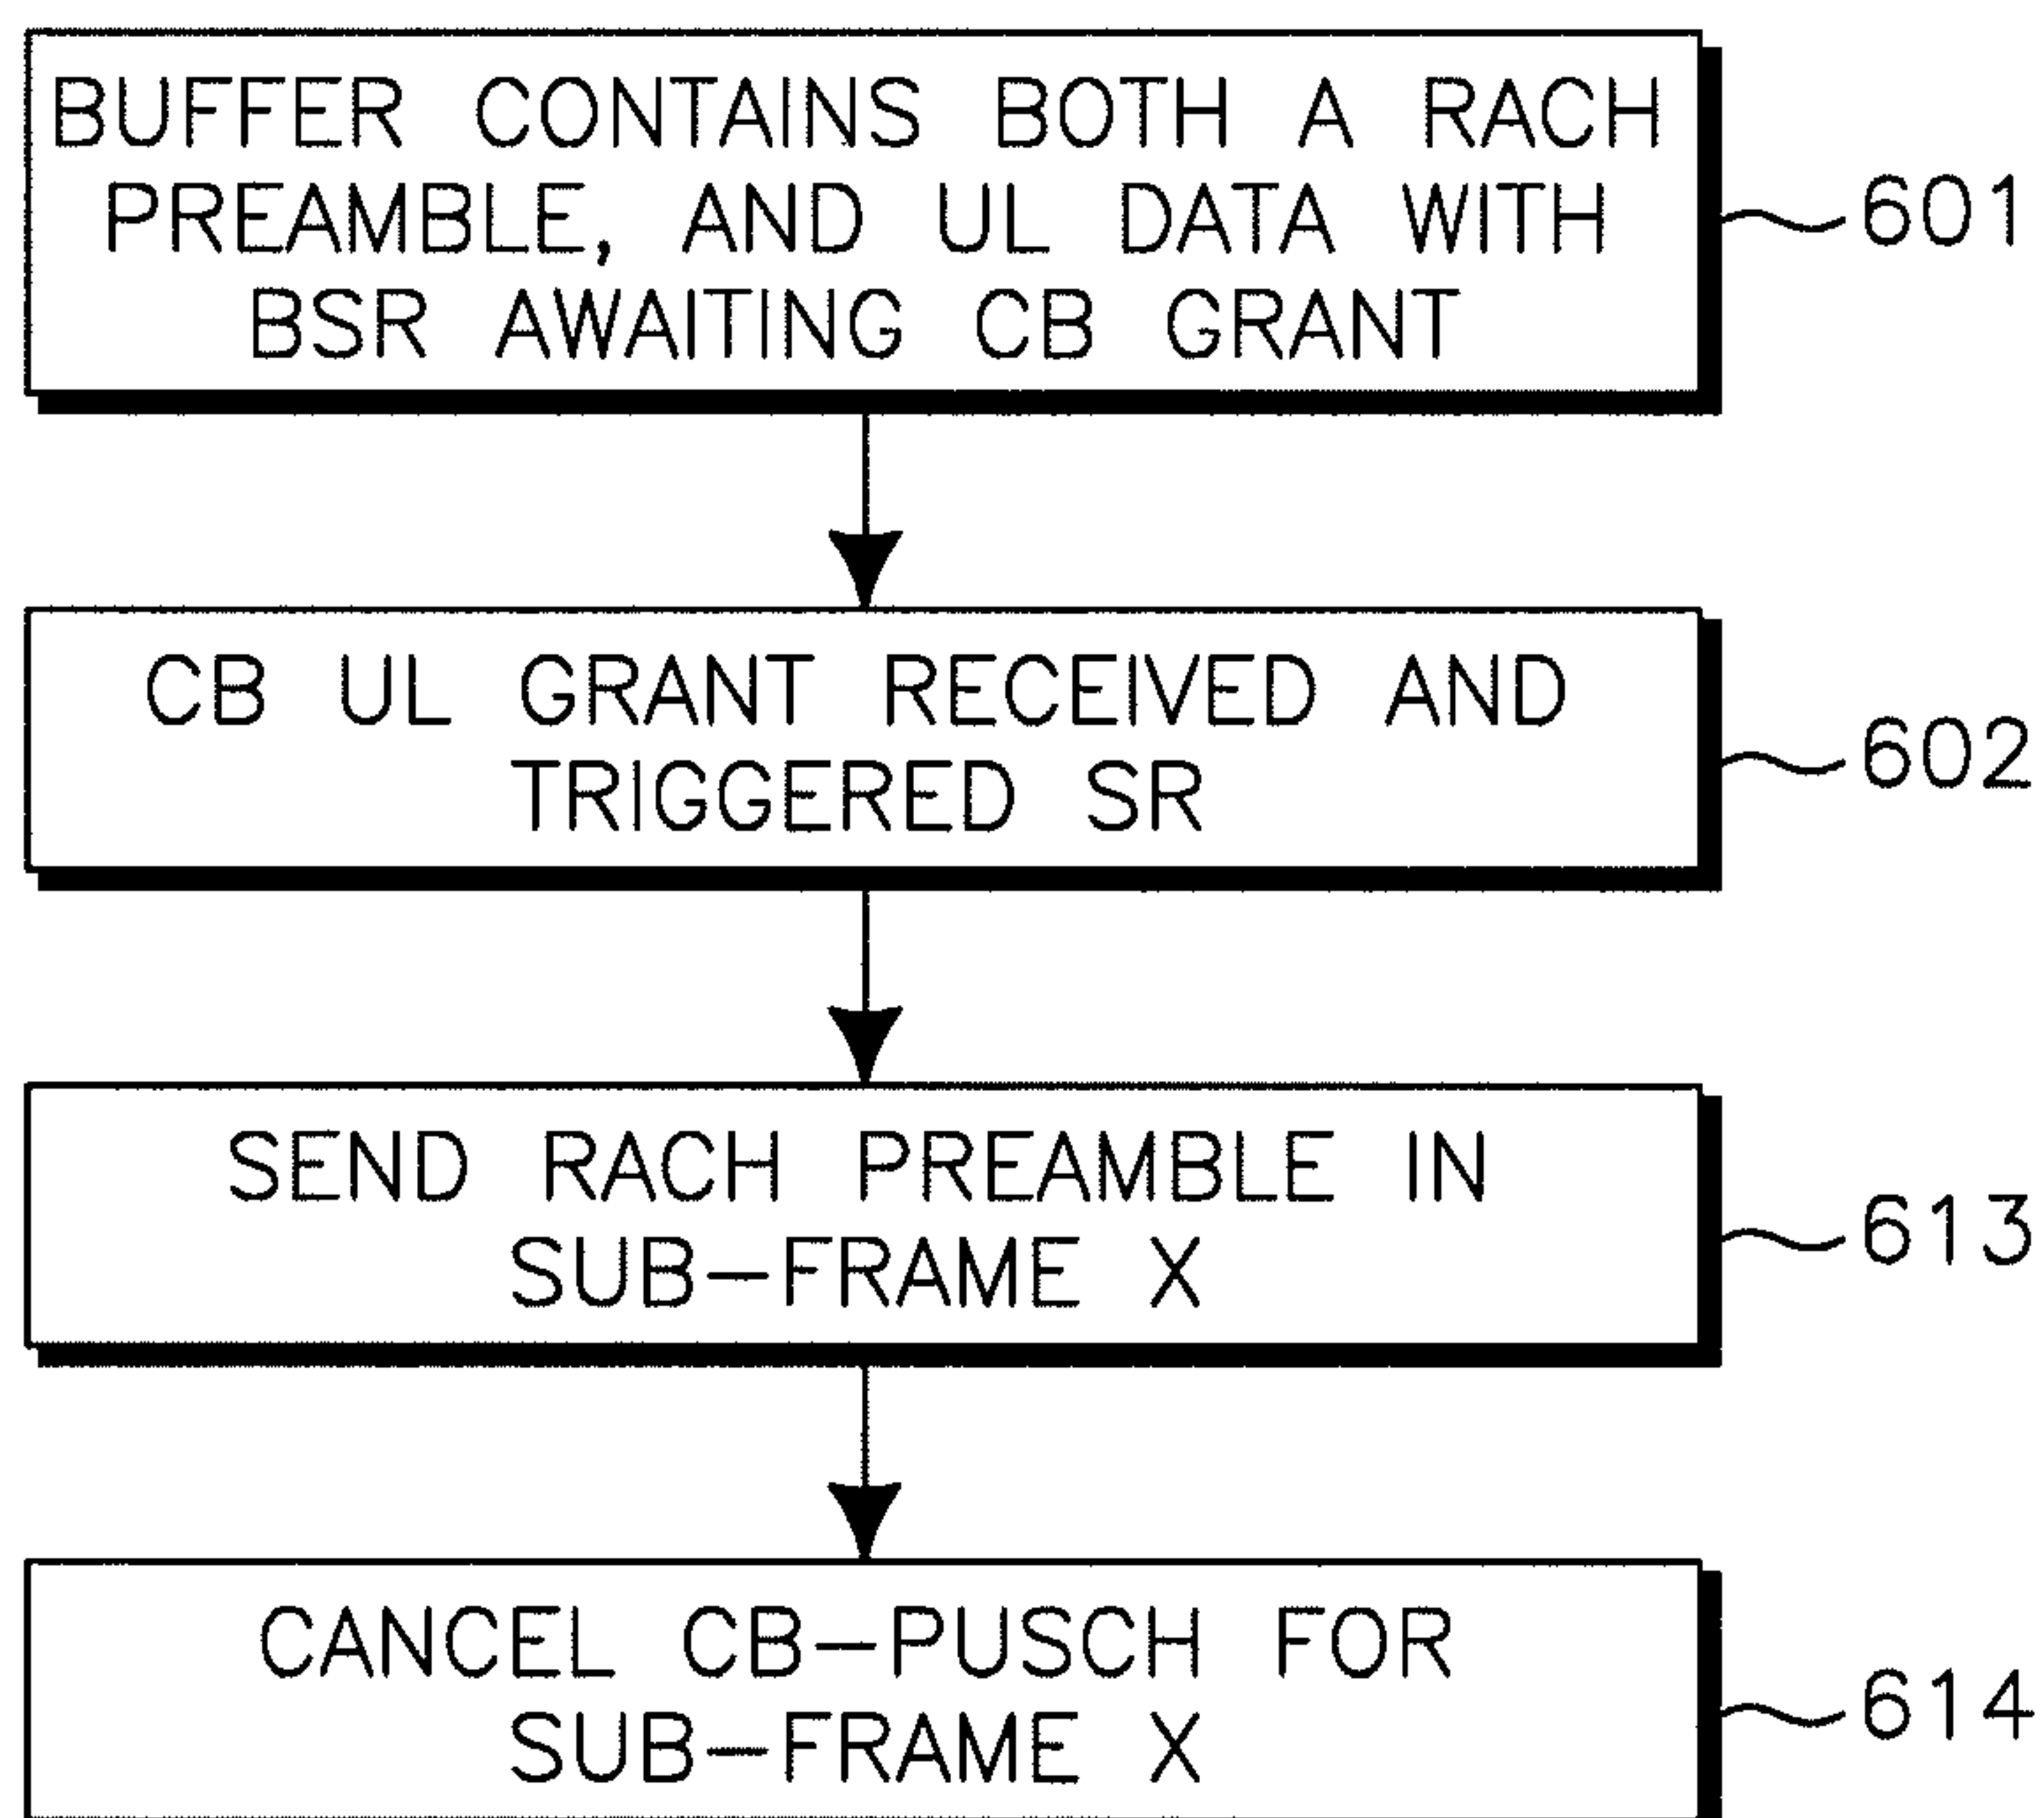 BUFFER CONTAINS BOTH A RACH
PREAMBLE, AND UL DATA WITH
BSR AWAITING CB GRANT
601
CB UL GRANT RECEIVED AND
TRIGGERED SR
602
SEND RACH PREAMBLE IN
SUB-FRAME X
613
CANCEL CB-PUSCH FOR
SUB-FRAME X
614